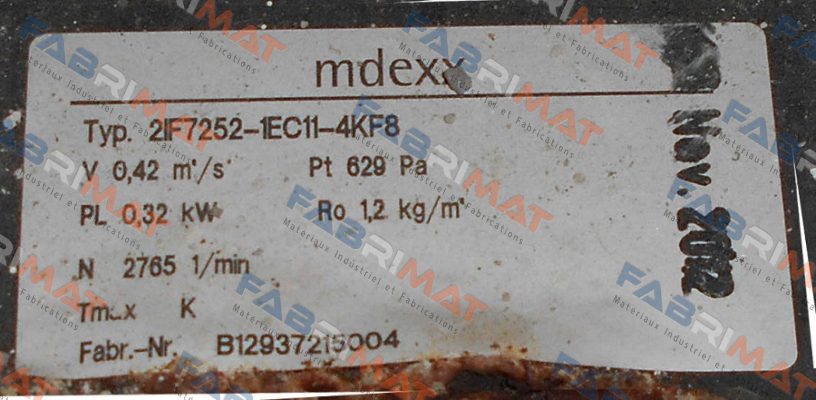 mdexx
Typ. 2IF7252-1EC11-4KF8
V 0,42 m³/s Pt 629 Pa
PL 0,32 kW Ro 1,2 kg/m³
N 2765 1/min
Tmax K
Fabr.-Nr. B12937215004
Nov. 2012
FABRIMAT
Matériaux Industriel et Fabrications